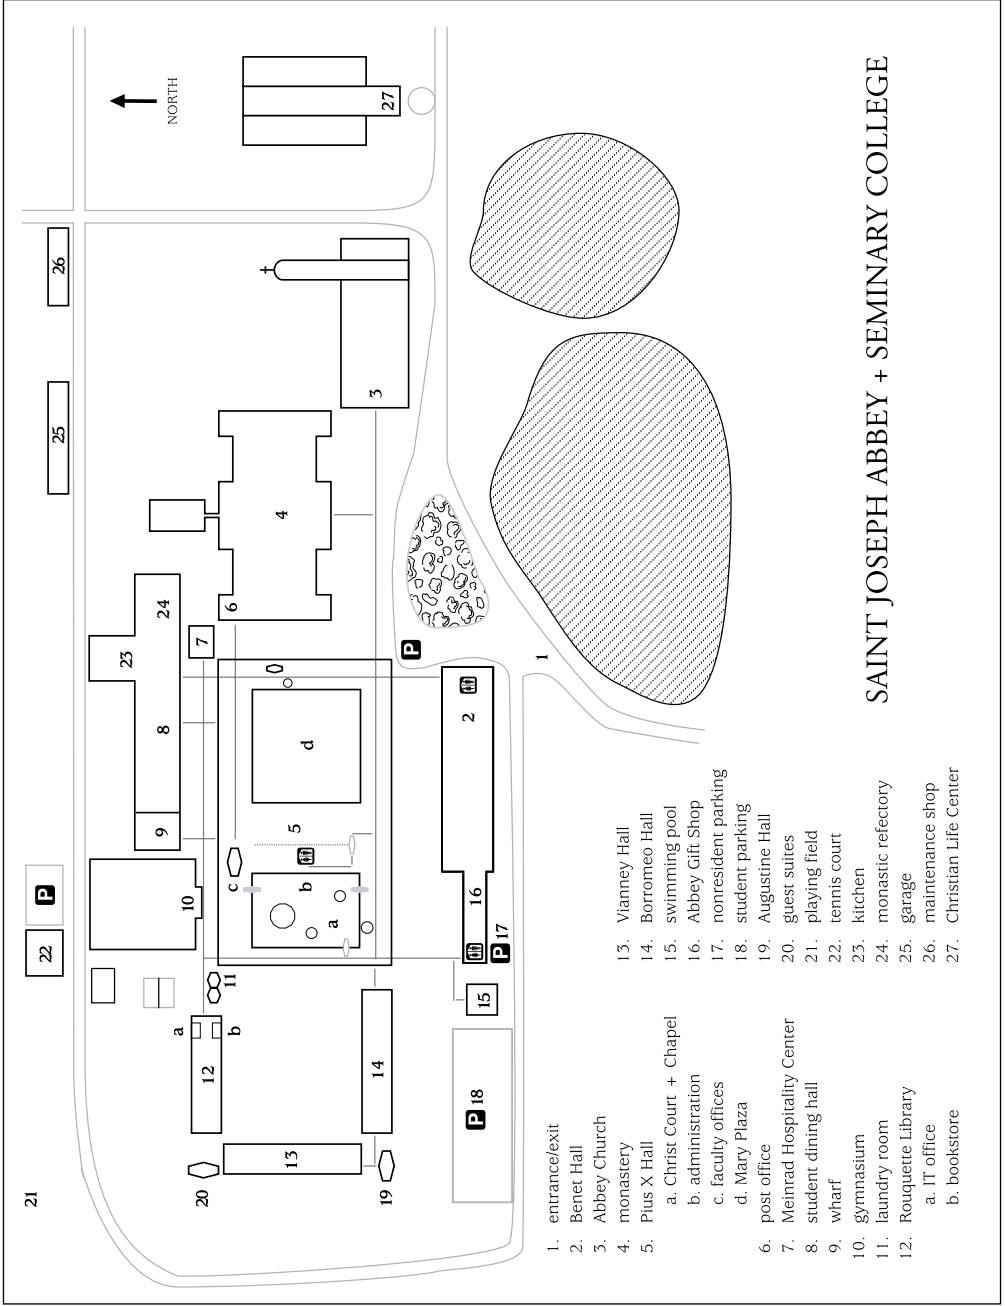 21
22
P
25
26
23
9
8
24
NORTH
a
10
20
12
7
11
b
c
6
4
13
5
b
d
a
14
19
3
27
P
2
P 18
16
15
P 17
1
1. entrance/exit
2. Benet Hall
3. Abbey Church
4. monastery
5. Pius X Hall
a. Christ Court + Chapel
b. administration
c. faculty offices
d. Mary Plaza
6. post office
7. Meinrad Hospitality Center
8. student dining hall
9. wharf
10. gymnasium
11. laundry room
12. Rouquette Library
a. IT office
b. bookstore
13. Vianney Hall
14. Borromeo Hall
15. swimming pool
16. Abbey Gift Shop
17. nonresident parking
18. student parking
19. Augustine Hall
20. guest suites
21. playing field
22. tennis court
23. kitchen
24. monastic refectory
25. garage
26. maintenance shop
27. Christian Life Center
SAINT JOSEPH ABBEY + SEMINARY COLLEGE